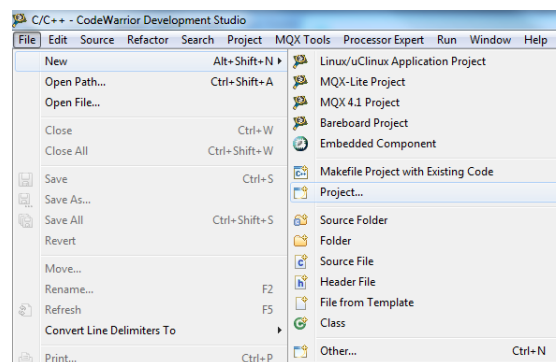 C/C++ - CodeWarrior Development Studio
File Edit Source Refactor Search Project MQX Tools Processor Expert Run Window Help
New Alt+Shift+N
Open Path... Ctrl+Shift+A
Open File...
Close Ctrl+W
Close All Ctrl+Shift+W
Save Ctrl+S
Save As...
Save All Ctrl+Shift+S
Revert
Move...
Rename... F2
Refresh F5
Convert Line Delimiters To
Print... Ctrl+P
Linux/uClinux Application Project
MQX-Lite Project
MQX 4.1 Project
Bareboard Project
Embedded Component
Makefile Project with Existing Code
Project...
Source Folder
Folder
Source File
Header File
File from Template
Class
Other... Ctrl+N